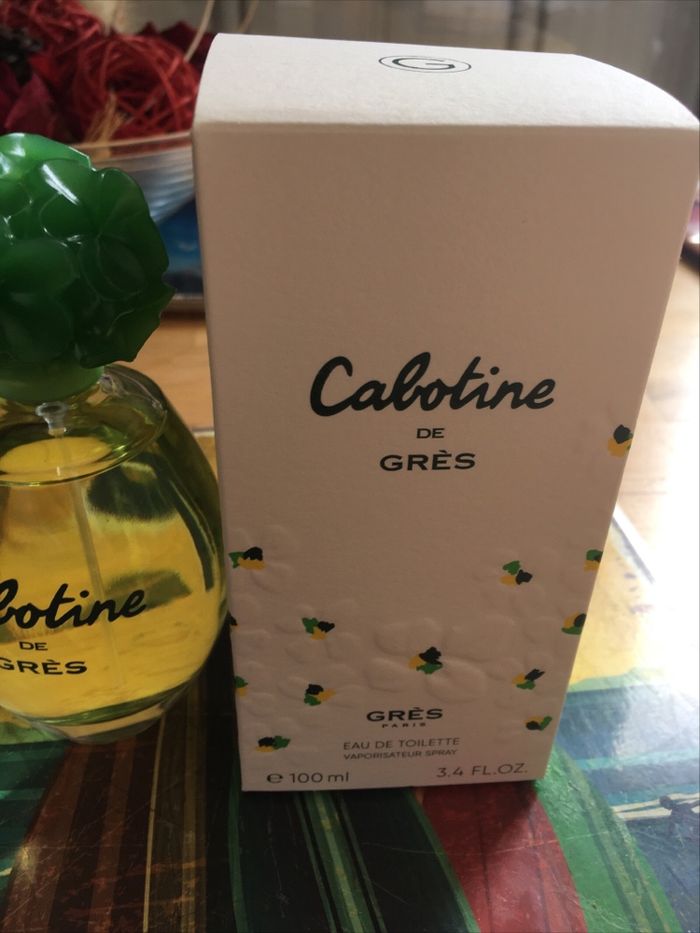 G
Cabotine
DE
GRÈS
GRÈS
PARIS
EAU DE TOILETTE
VAPORISATEUR SPRAY
℮ 100 ml
3.4 FL.OZ.
botine
DE
GRÈS